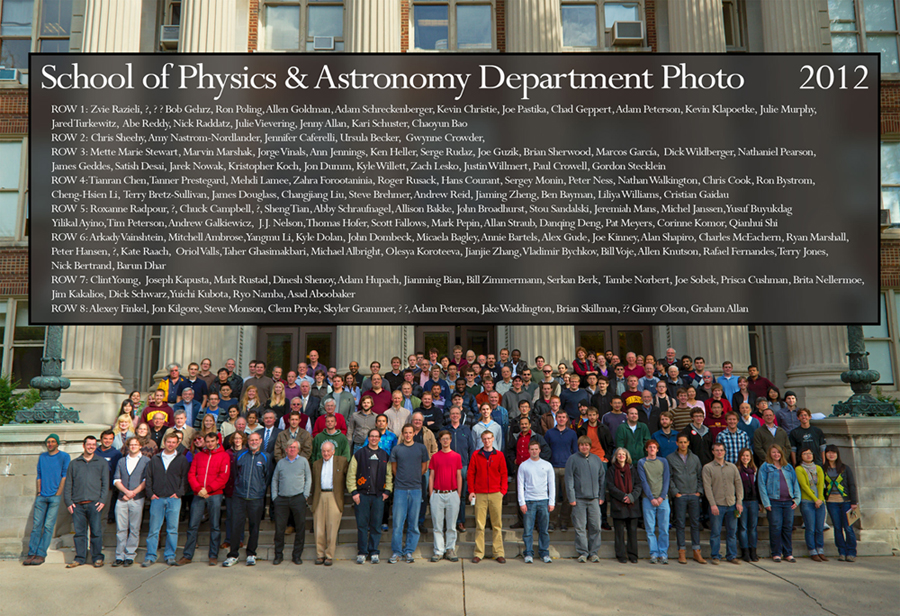 School of Physics & Astronomy Department Photo 2012
ROW 1: Zvie Razieli, ?, ? ? Bob Gehrz, Ron Poling, Allen Goldman, Adam Schreckenberger, Kevin Christie, Joe Pastika, Chad Geppert, Adam Peterson, Kevin Klapoetke, Julie Murphy,
Jared Turkewitz, Abe Reddy, Nick Raddatz, Julie Vievering, Jenny Allan, Kari Schuster, Chaoyun Bao
ROW 2: Chris Sheehy, Amy Nastrom-Nordlander, Jennifer Caferelli, Ursula Becker, Gwynne Crowder,
ROW 3: Mette Marie Stewart, Marvin Marshak, Jorge Vinals, Ann Jennings, Ken Heller, Serge Rudaz, Joe Guzik, Brian Sherwood, Marcos García, Dick Wildberger, Nathaniel Pearson,
James Geddes, Satish Desai, Jarek Nowak, Kristopher Koch, Jon Dumm, Kyle Willett, Zach Lesko, Justin Willmert, Paul Crowell, Gordon Stecklein
ROW 4: Tianran Chen, Tanner Prestegard, Mehdi Lamee, Zahra Forootaninia, Roger Rusack, Hans Courant, Sergey Monin, Peter Ness, Nathan Walkington, Chris Cook, Ron Bystrom,
Cheng-Hsien Li, Terry Bretz-Sullivan, James Douglass, Changjiang Liu, Steve Brehmer, Andrew Reid, Jiaming Zheng, Ben Bayman, Liliya Williams, Cristian Gaidau
ROW 5: Roxanne Radpour, ?, Chuck Campbell, ?, Sheng Tian, Abby Schraufnagel, Allison Bakke, John Broadhurst, Stou Sandalski, Jeremiah Mans, Michel Janssen, Yusuf Buyukdag
Yilikal Ayino, Tim Peterson, Andrew Galkiewicz, J.J. Nelson, Thomas Hofer, Scott Fallows, Mark Pepin, Allan Straub, Danqing Deng, Pat Meyers, Corinne Komor, Qianhui Shi
ROW 6: Arkady Vainshtein, Mitchell Ambrose, Yangmu Li, Kyle Dolan, John Dombeck, Micaela Bagley, Annie Bartels, Alex Gude, Joe Kinney, Alan Shapiro, Charles McEachern, Ryan Marshall,
Peter Hansen, ?, Kate Raach, Oriol Valls, Taher Ghasimakbari, Michael Albright, Olesya Koroteeva, Jianjie Zhang, Vladimir Bychkov, Bill Voje, Allen Knutson, Rafael Fernandes, Terry Jones,
Nick Bertrand, Barun Dhar
ROW 7: Clint Young, Joseph Kapusta, Mark Rustad, Dinesh Shenoy, Adam Hupach, Jianming Bian, Bill Zimmermann, Serkan Berk, Tambe Norbert, Joe Sobek, Prisca Cushman, Brita Nellermoe,
Jim Kakalios, Dick Schwarz, Yuichi Kubota, Ryo Namba, Asad Aboobaker
ROW 8: Alexey Finkel, Jon Kilgore, Steve Monson, Clem Pryke, Skyler Grammer, ? ?, Adam Peterson, Jake Waddington, Brian Skillman, ?? Ginny Olson, Graham Allan